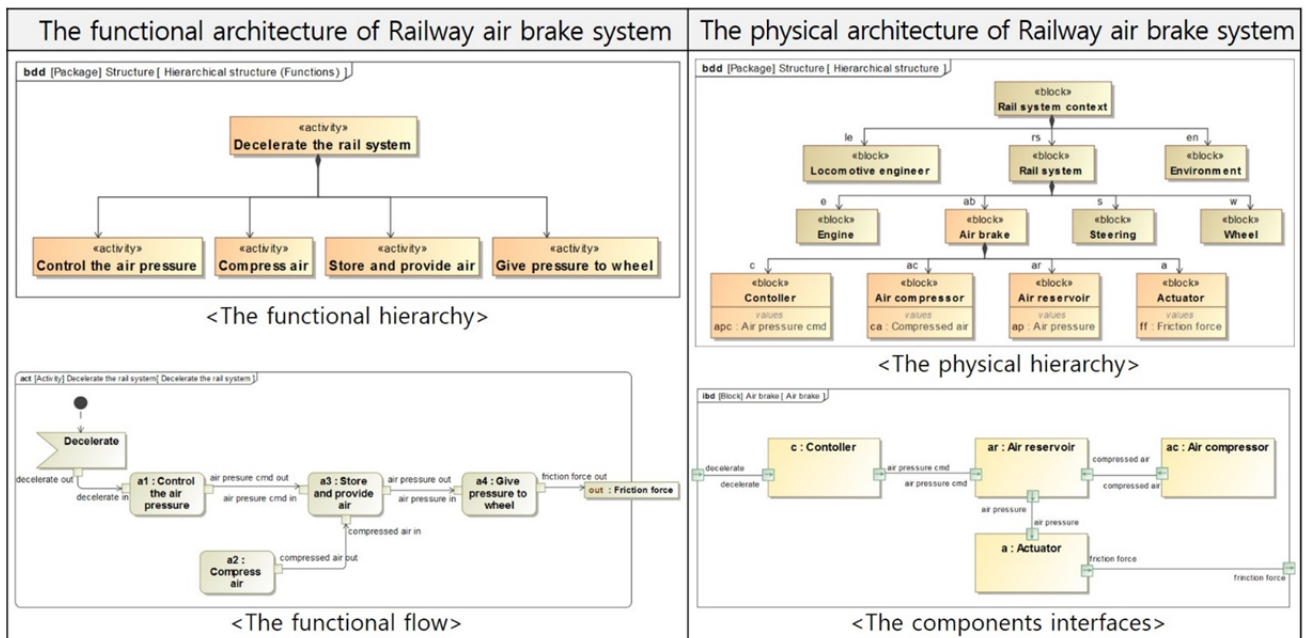 The functional architecture of Railway air brake system
bdd [Package] Structure [ Hierarchical structure (Functions) ]
«activity»
Decelerate the rail system
«activity»
Control the air pressure
«activity»
Compress air
«activity»
Store and provide air
«activity»
Give pressure to wheel
<The functional hierarchy>
act [Activity] Decelerate the rail system[ Decelerate the rail system ]
Decelerate
decelerate out
decelerate in
a1 : Control
the air
pressure
air presure cmd out
air pressure cmd in
a3 : Store
and provide
air
air pressure out
air pressure in
a4 : Give
pressure to
wheel
friction force out
out : Friction force
compressed air in
compressed air out
a2 :
Compress
air
<The functional flow>
The physical architecture of Railway air brake system
bdd [Package] Structure [ Hierarchical structure ]
«block»
Rail system context
le
rs
en
«block»
Locomotive engineer
«block»
Rail system
«block»
Environment
e
ab
s
w
«block»
Engine
«block»
Air brake
«block»
Steering
«block»
Wheel
c
ac
ar
a
«block»
Contoller
values
apc : Air pressure cmd
«block»
Air compressor
values
ca : Compressed air
«block»
Air reservoir
values
ap : Air pressure
«block»
Actuator
values
ff : Friction force
<The physical hierarchy>
ibd [Block] Air brake [ Air brake ]
decelerate
decelerate
c : Contoller
air pressure cmd
air pressure cmd
ar : Air reservoir
compressed air
compressed air
ac : Air compressor
air pressure
air pressure
a : Actuator
friction force
frinction force
<The components interfaces>